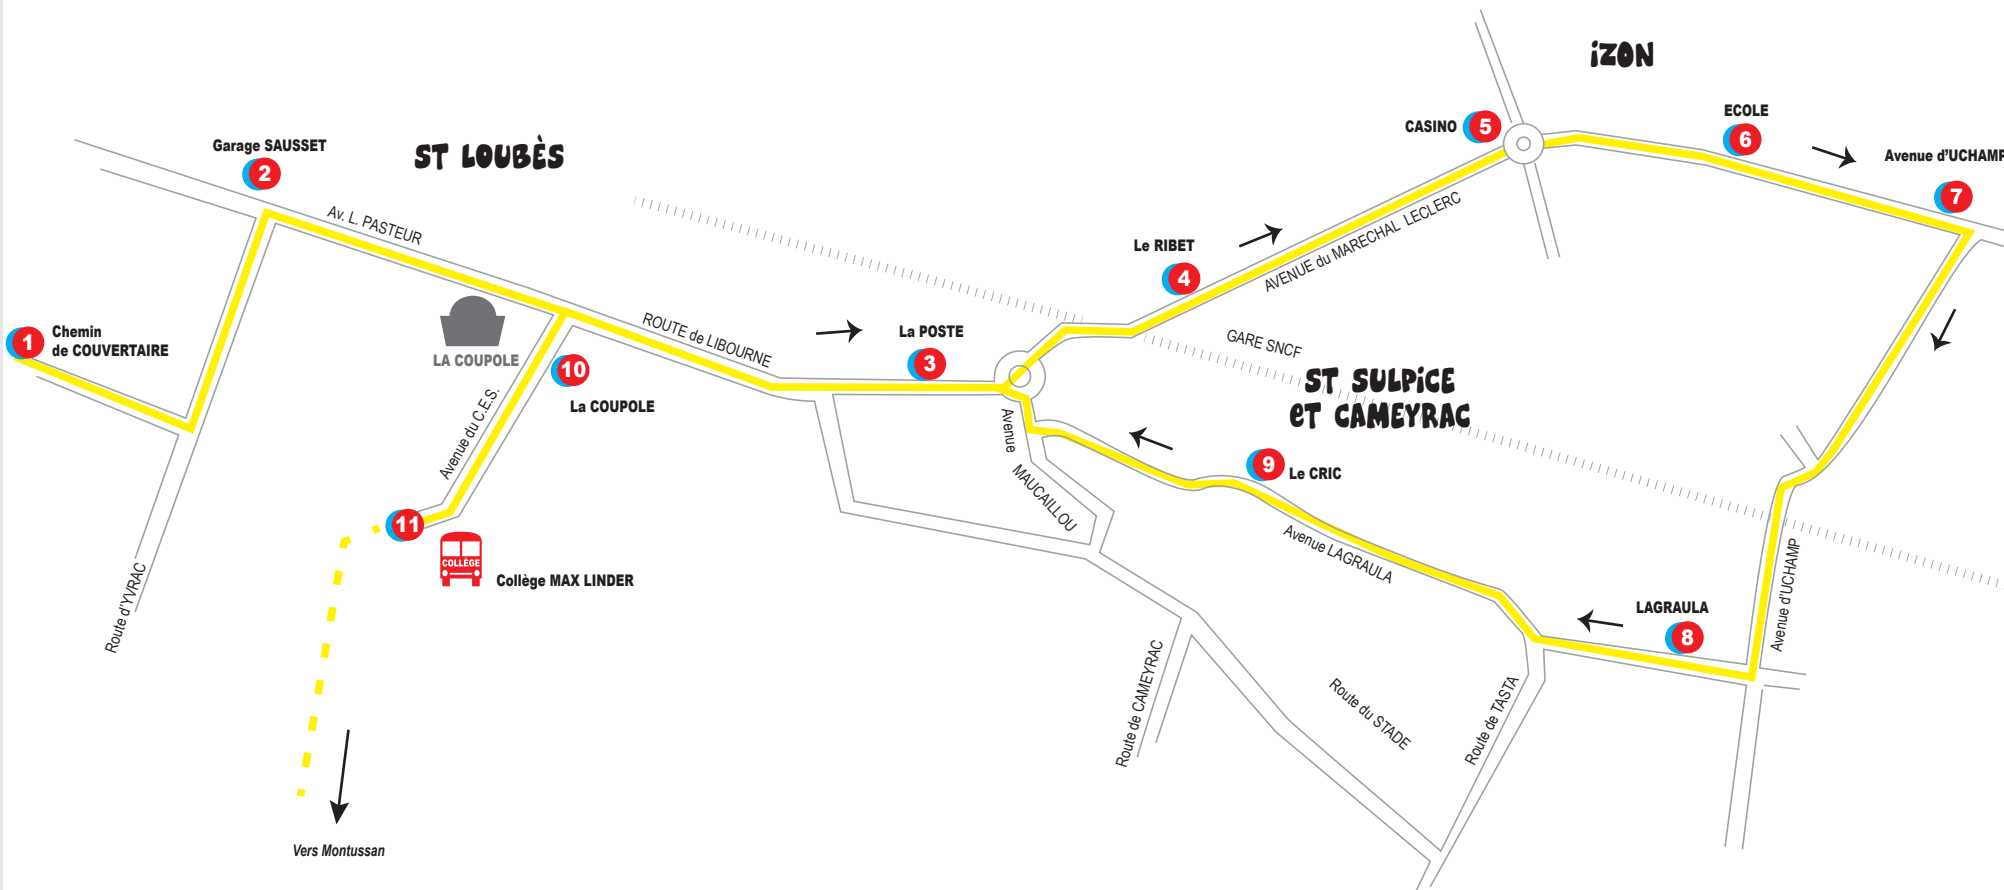 iZON
ECOLE
6
CASINO 5
Avenue d'UCHAMP
7
Garage SAUSSET
2
ST LOUBÈS
Av. L. PASTEUR
Le RIBET
4
AVENUE du MARECHAL LECLERC
1
Chemin
de COUVERTAIRE
LA COUPOLE
ROUTE de LIBOURNE
La POSTE
3
GARE SNCF
10
La COUPOLE
ST SULPiCE
eT CAMEYRAC
Avenue du C.E.S.
Avenue
MAUCAILLOU
9
Le CRIC
Avenue LAGRAULA
11
COLLÈGE
Collège MAX LINDER
Route d'YVRAC
LAGRAULA
8
Avenue d'UCHAMP
Route de CAMEYRAC
Route du STADE
Route de TASTA
Vers Montussan